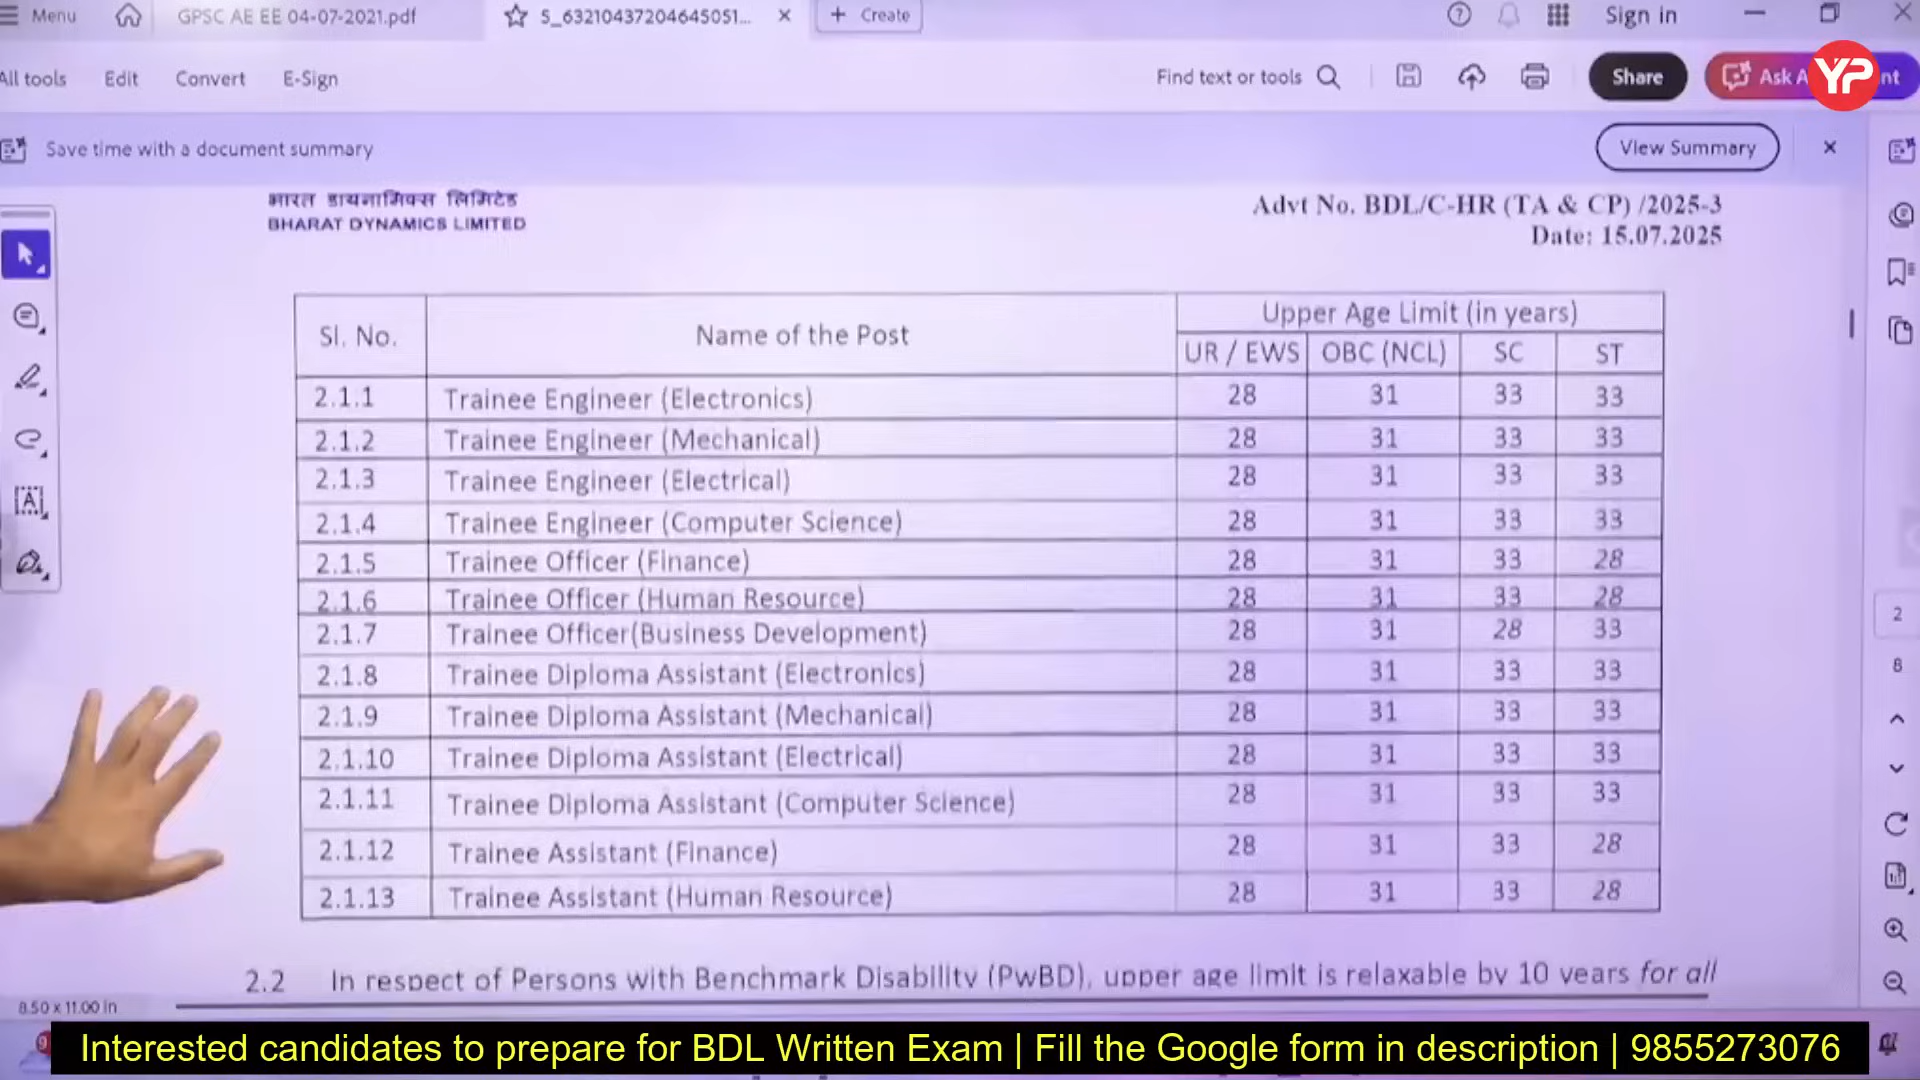 Menu
GPSC AE EE 04-07-2021.pdf
S_63210437204645051...
Create
Sign in
All tools
Edit
Convert
E-Sign
Find text or tools
Share
Ask A
YP
nt
Save time with a document summary
View Summary
भारत डायनामिक्स लिमिटेड
BHARAT DYNAMICS LIMITED
Advt No. BDL/C-HR (TA & CP) /2025-3
Date: 15.07.2025
Sl. No. Name of the Post Upper Age Limit (in years)
UR / EWS OBC (NCL) SC ST
2.1.1 Trainee Engineer (Electronics) 28 31 33 33
2.1.2 Trainee Engineer (Mechanical) 28 31 33 33
2.1.3 Trainee Engineer (Electrical) 28 31 33 33
2.1.4 Trainee Engineer (Computer Science) 28 31 33 33
2.1.5 Trainee Officer (Finance) 28 31 33 28
2.1.6 Trainee Officer (Human Resource) 28 31 33 28
2.1.7 Trainee Officer(Business Development) 28 31 28 33
2.1.8 Trainee Diploma Assistant (Electronics) 28 31 33 33
2.1.9 Trainee Diploma Assistant (Mechanical) 28 31 33 33
2.1.10 Trainee Diploma Assistant (Electrical) 28 31 33 33
2.1.11 Trainee Diploma Assistant (Computer Science) 28 31 33 33
2.1.12 Trainee Assistant (Finance) 28 31 33 28
2.1.13 Trainee Assistant (Human Resource) 28 31 33 28
2.2 In respect of Persons with Benchmark Disability (PwBD), upper age limit is relaxable by 10 years for all
2
8
8.50 x 11.00 in
Interested candidates to prepare for BDL Written Exam | Fill the Google form in description | 9855273076